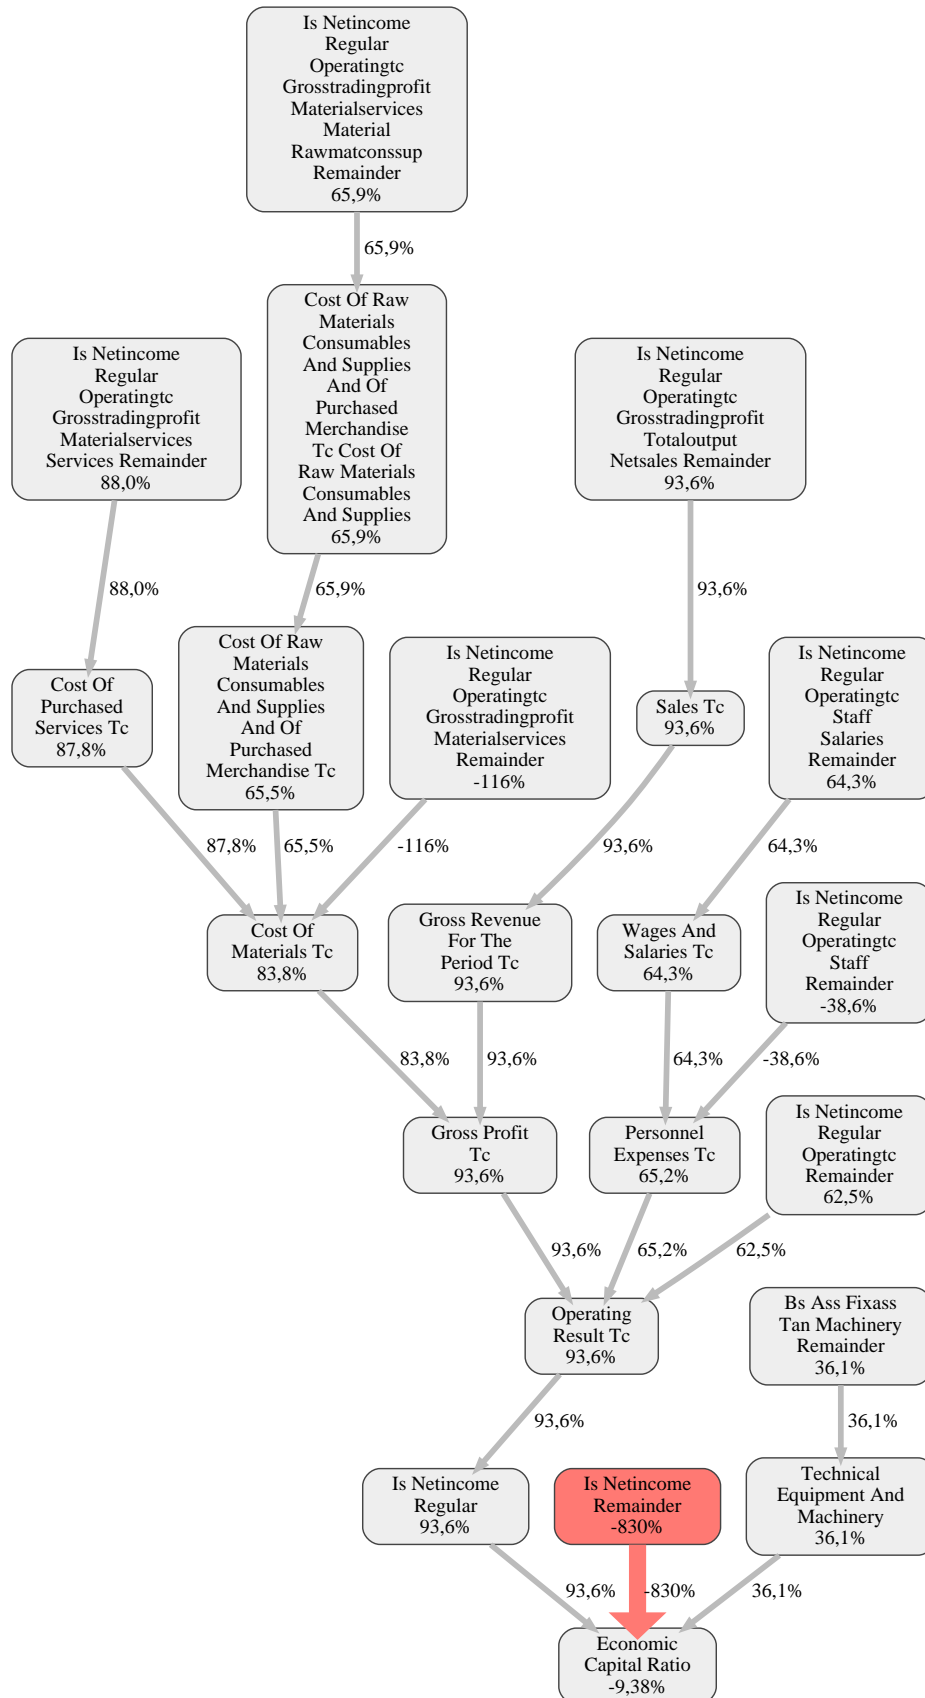 Is Netincome
Regular
Operatingtc
Grosstradingprofit
Materialservices
Material
Rawmatconssup
Remainder
65,9%
65,9%
Cost Of Raw
Materials
Consumables
And Supplies
And Of
Purchased
Merchandise
Tc Cost Of
Raw Materials
Consumables
And Supplies
65,9%
Is Netincome
Regular
Operatingtc
Grosstradingprofit
Materialservices
Services Remainder
88,0%
Is Netincome
Regular
Operatingtc
Grosstradingprofit
Totaloutput
Netsales Remainder
93,6%
88,0%
65,9%
93,6%
Cost Of
Purchased
Services Tc
87,8%
Cost Of Raw
Materials
Consumables
And Supplies
And Of
Purchased
Merchandise Tc
65,5%
Is Netincome
Regular
Operatingtc
Grosstradingprofit
Materialservices
Remainder
-116%
Sales Tc
93,6%
Is Netincome
Regular
Operatingtc
Staff
Salaries
Remainder
64,3%
87,8%
65,5%
-116%
93,6%
64,3%
Cost Of
Materials Tc
83,8%
Gross Revenue
For The
Period Tc
93,6%
Wages And
Salaries Tc
64,3%
Is Netincome
Regular
Operatingtc
Staff
Remainder
-38,6%
83,8%
93,6%
64,3%
-38,6%
Gross Profit
Tc
93,6%
Personnel
Expenses Tc
65,2%
Is Netincome
Regular
Operatingtc
Remainder
62,5%
93,6%
65,2%
62,5%
Operating
Result Tc
93,6%
Bs Ass Fixass
Tan Machinery
Remainder
36,1%
93,6%
36,1%
Is Netincome
Regular
93,6%
Is Netincome
Remainder
-830%
Technical
Equipment And
Machinery
36,1%
93,6%
-830%
36,1%
Economic
Capital Ratio
-9,38%